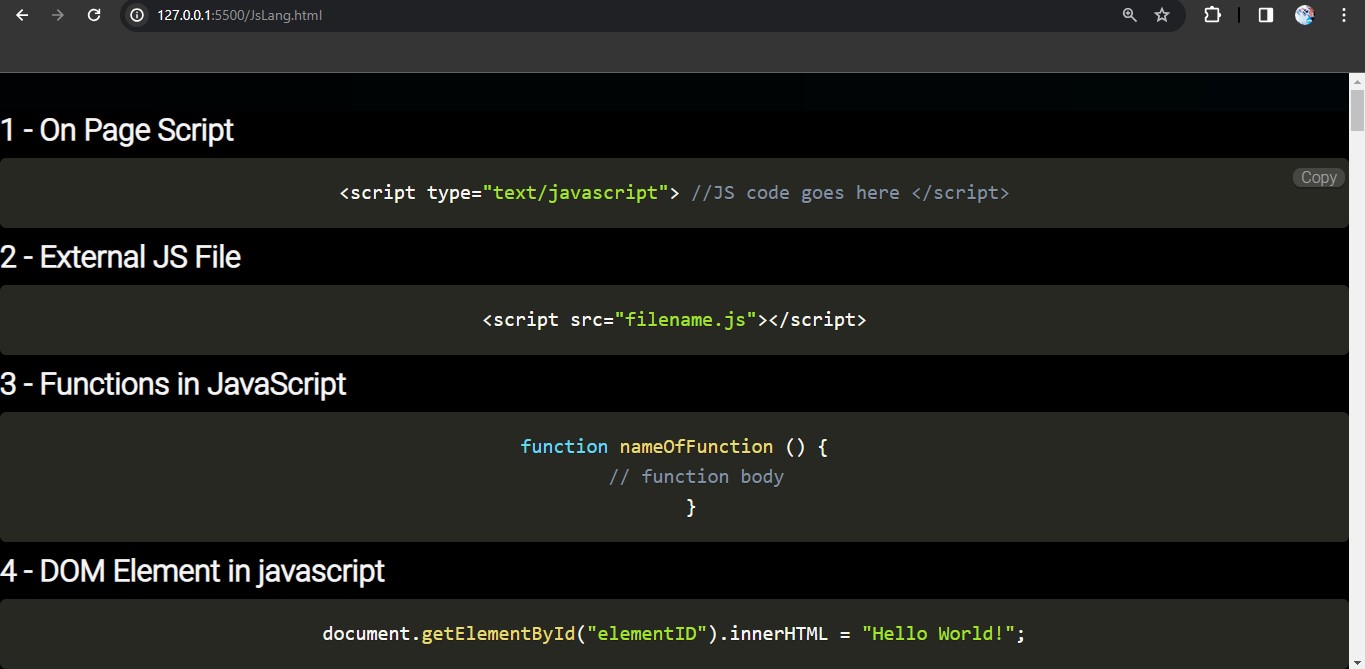 127.0.0.1:5500/JsLang.html
1 - On Page Script
Copy
<script type="text/javascript"> //JS code goes here </script>
2 - External JS File
<script src="filename.js"></script>
3 - Functions in JavaScript
function nameOfFunction () {
// function body
}
4 - DOM Element in javascript
document.getElementById("elementID").innerHTML = "Hello World!";